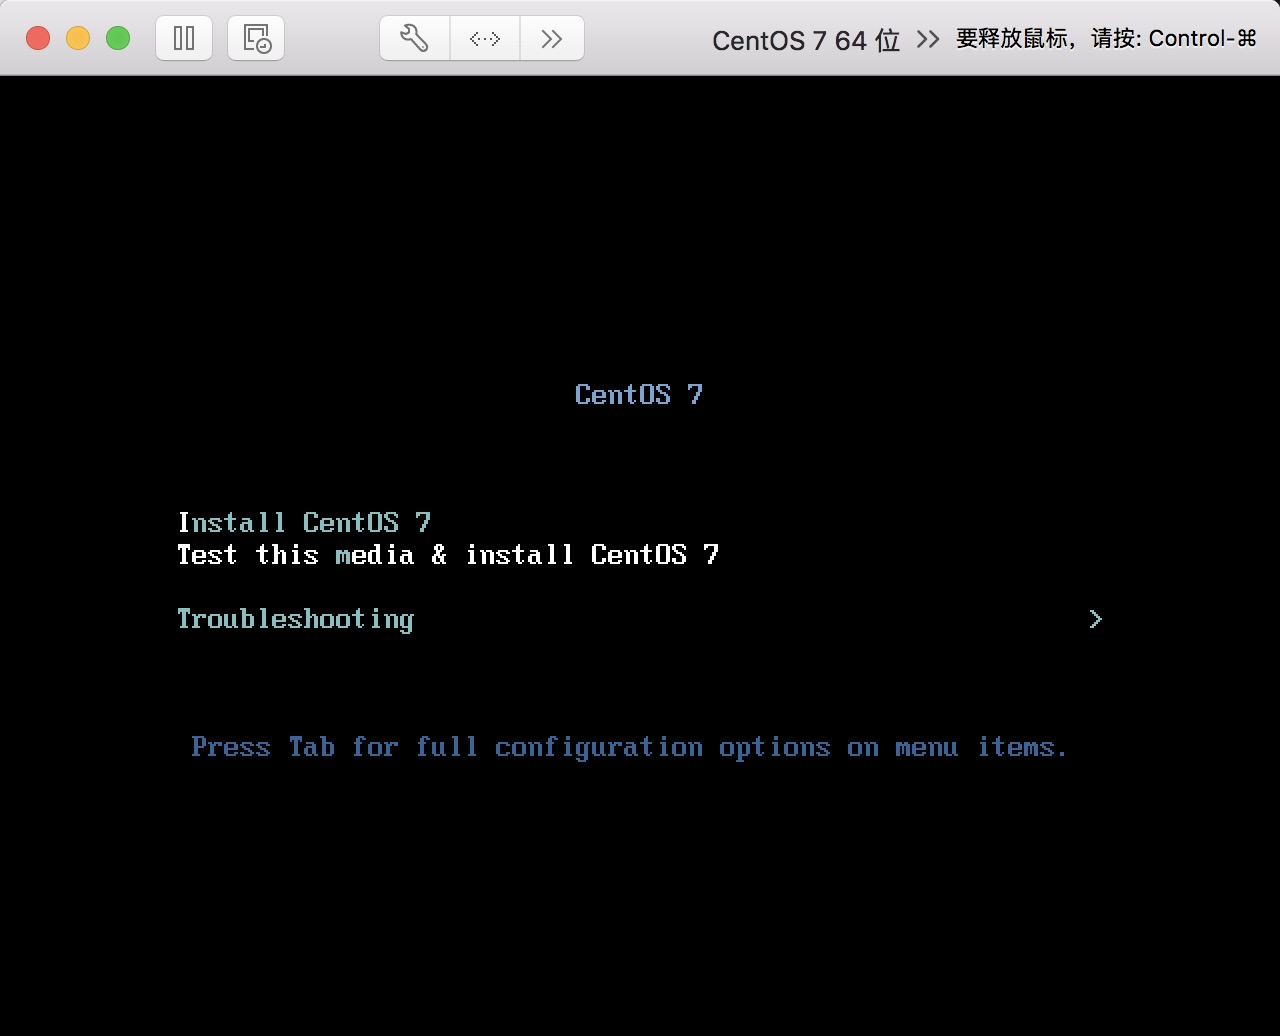 CentOS 7 64 位 >> 要释放鼠标，请按: Control-⌘
CentOS 7
Install CentOS 7
Test this media & install CentOS 7
Troubleshooting >
Press Tab for full configuration options on menu items.